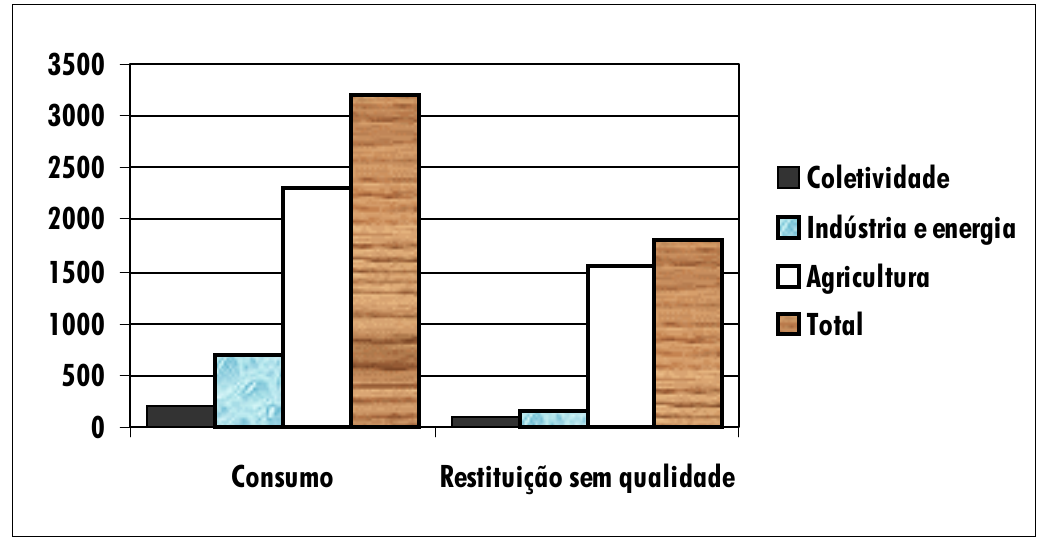 3500
3000
2500
2000
1500
1000
500
0
Consumo
Restituição sem qualidade
Coletividade
Indústria e energia
Agricultura
Total